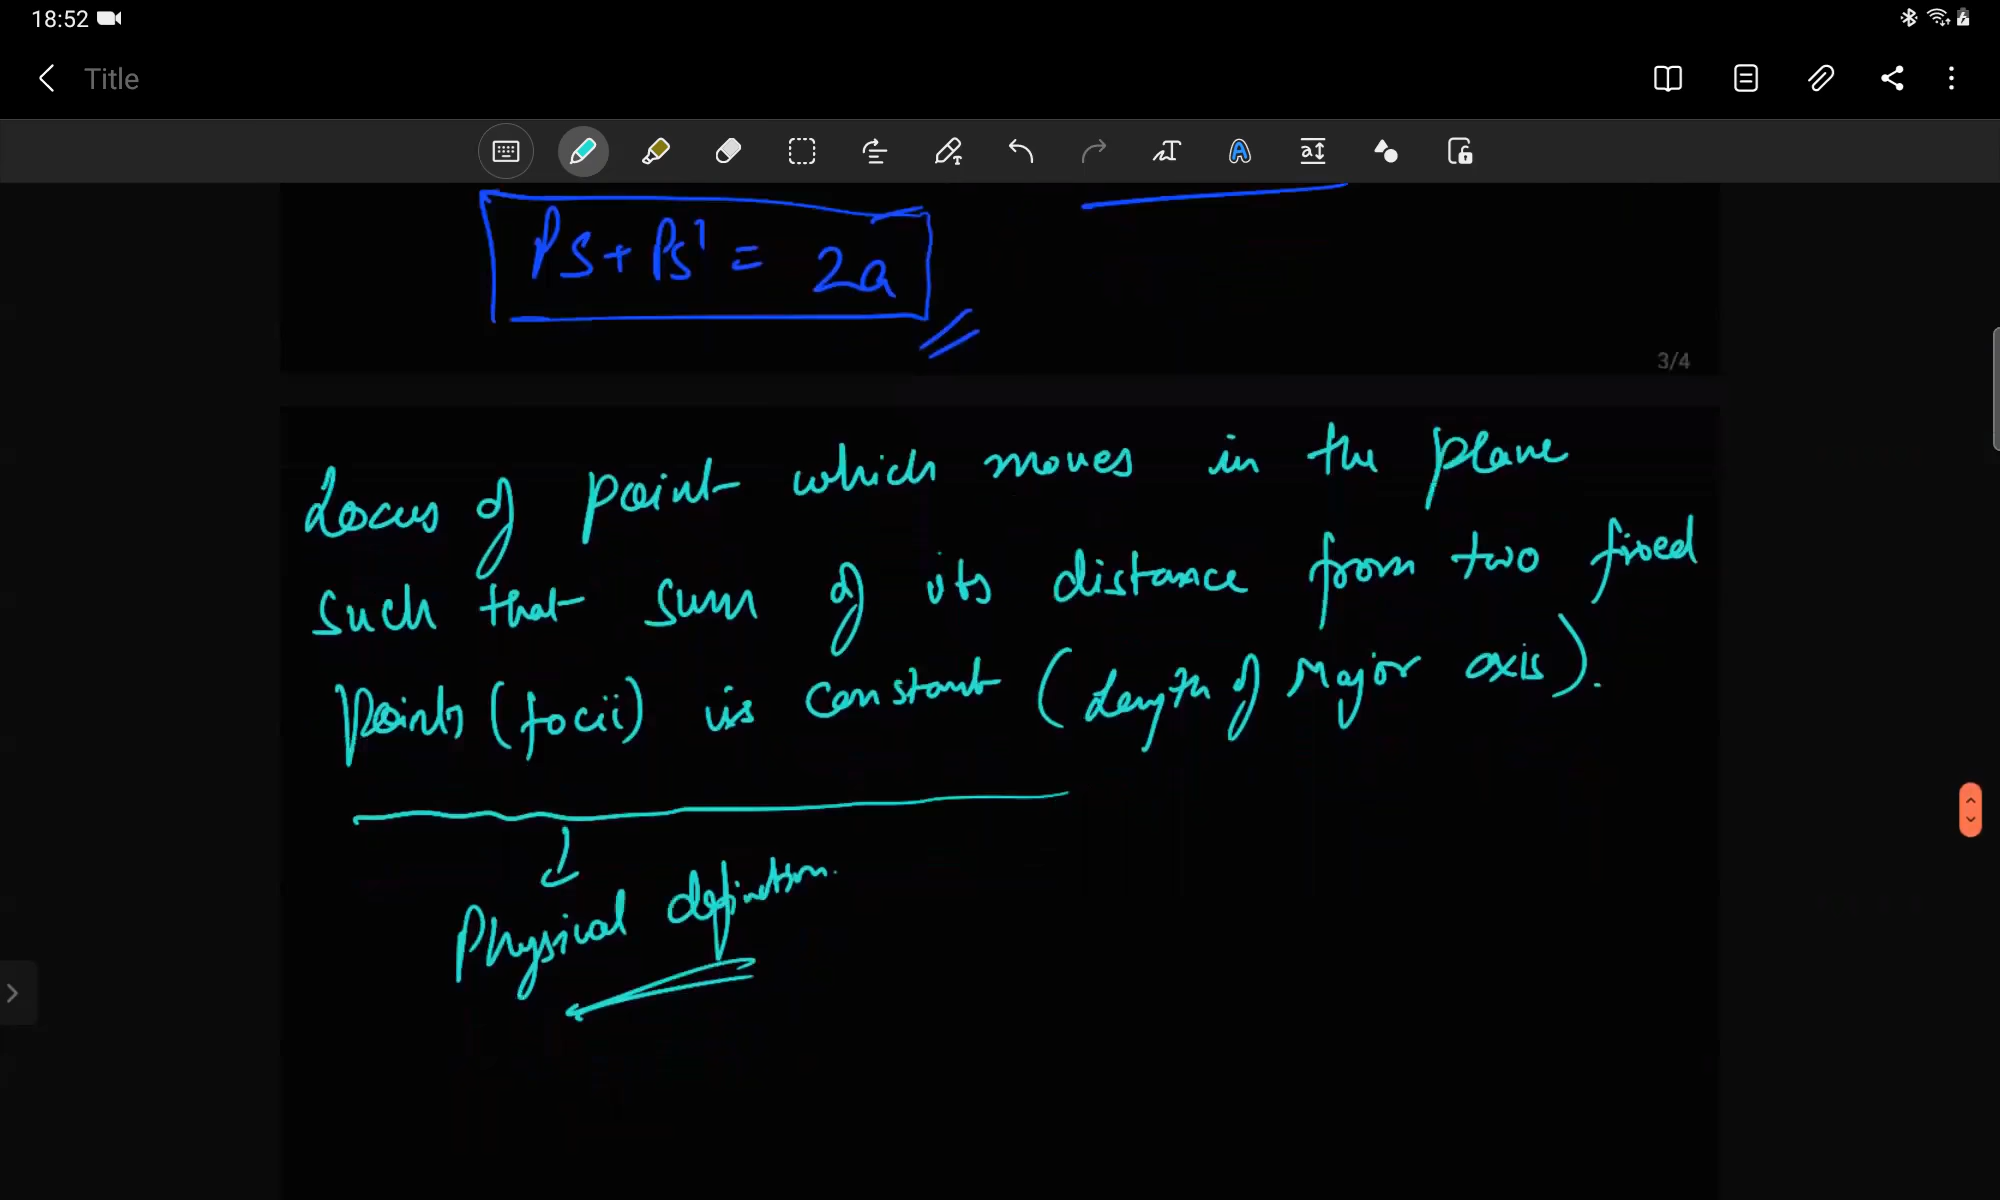 18:52
Title
PS + PS' = 2a
3/4
Locus of point which moves in the plane
such that sum of its distance from two fixed
points (focii) is constant (Length of Major axis).
Physical definition.